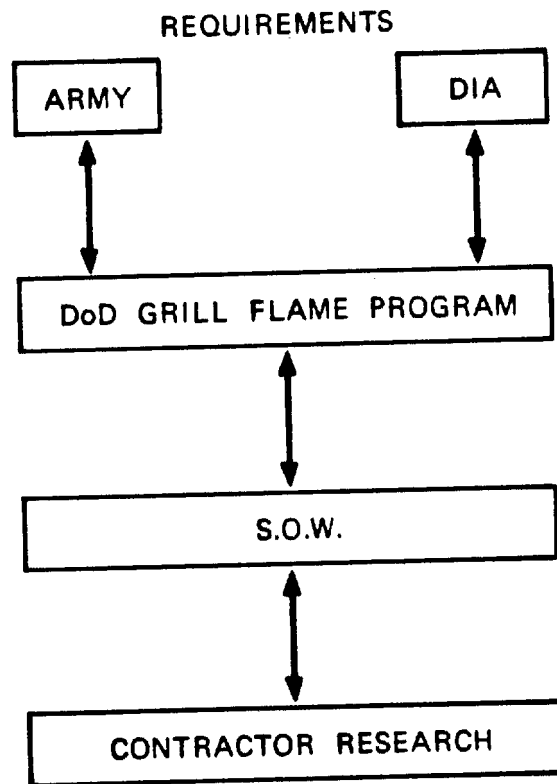 REQUIREMENTS
ARMY
DIA
DoD GRILL FLAME PROGRAM
S.O.W.
CONTRACTOR RESEARCH